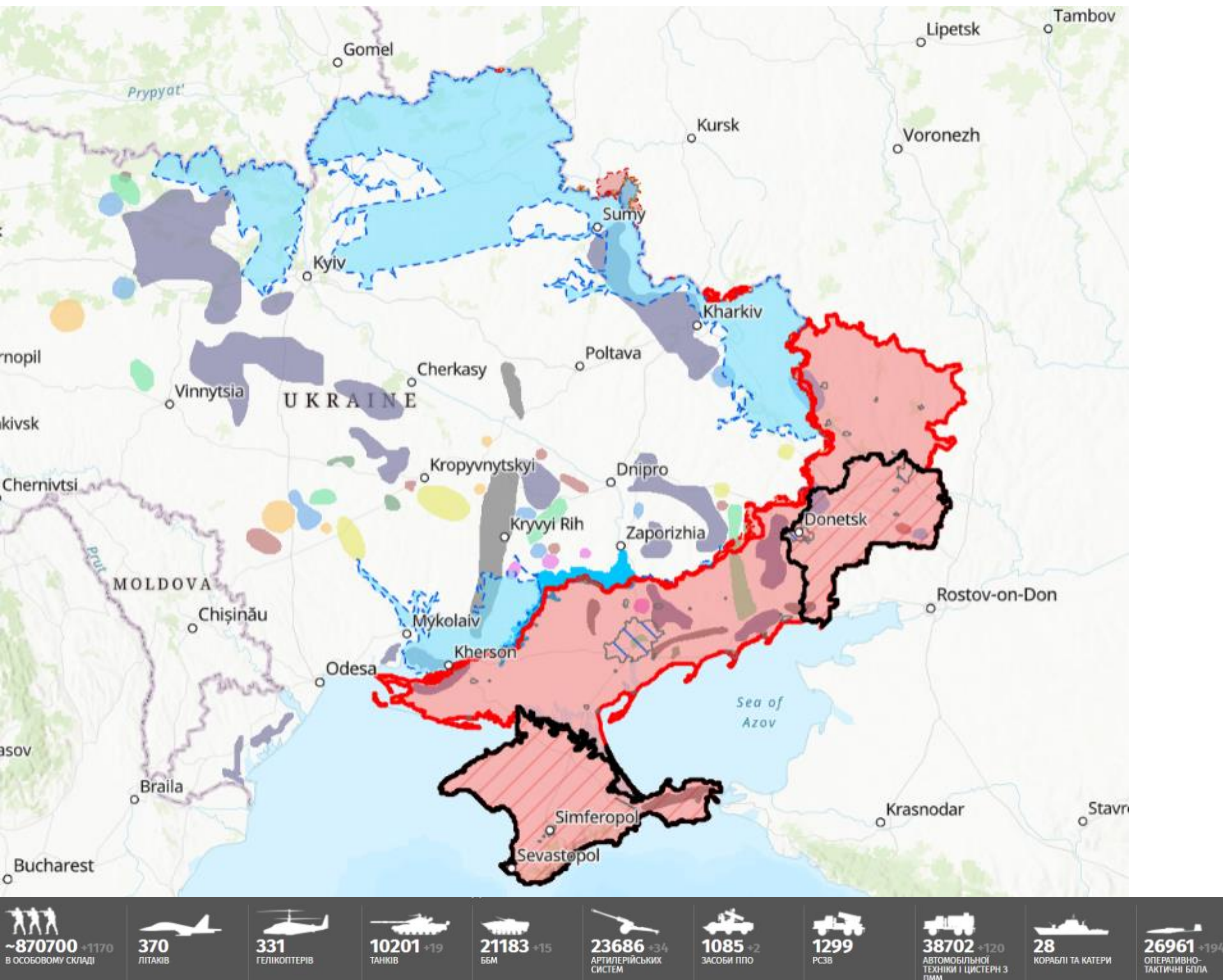 Tambov
Lipetsk
Gomel
Prypyat'
Kursk
Voronezh
Sumy
Kyiv
Kharkiv
Poltava
rnopil
Cherkasy
Vinnytsia
UKRAINE
kivsk
Kropyvnytskyi
Dnipro
Chernivtsi
Donetsk
Kryvyi Rih
Zaporizhia
Prut
MOLDOVA
Rostov-on-Don
Chișinău
Mykolaiv
Kherson
Odesa
Sea of
Azov
asov
Braila
Krasnodar
Stavr
Simferopol
Sevastopol
Bucharest
~870700 +1170
В ОСОБОВОМУ СКЛАДІ
370
ЛІТАКІВ
331
ГЕЛІКОПТЕРІВ
10201 +19
ТАНКІВ
21183 +15
ББМ
23686 +34
АРТИЛЕРІЙСЬКИХ
СИСТЕМ
1085 +2
ЗАСОБИ ППО
1299
РСЗВ
38702 +120
АВТОМОБІЛЬНОЇ
ТЕХНІКИ І ЦИСТЕРН З
ПММ
28
КОРАБЛІ ТА КАТЕРИ
26961 +194
ОПЕРАТИВНО-
ТАКТИЧНІ БПЛА